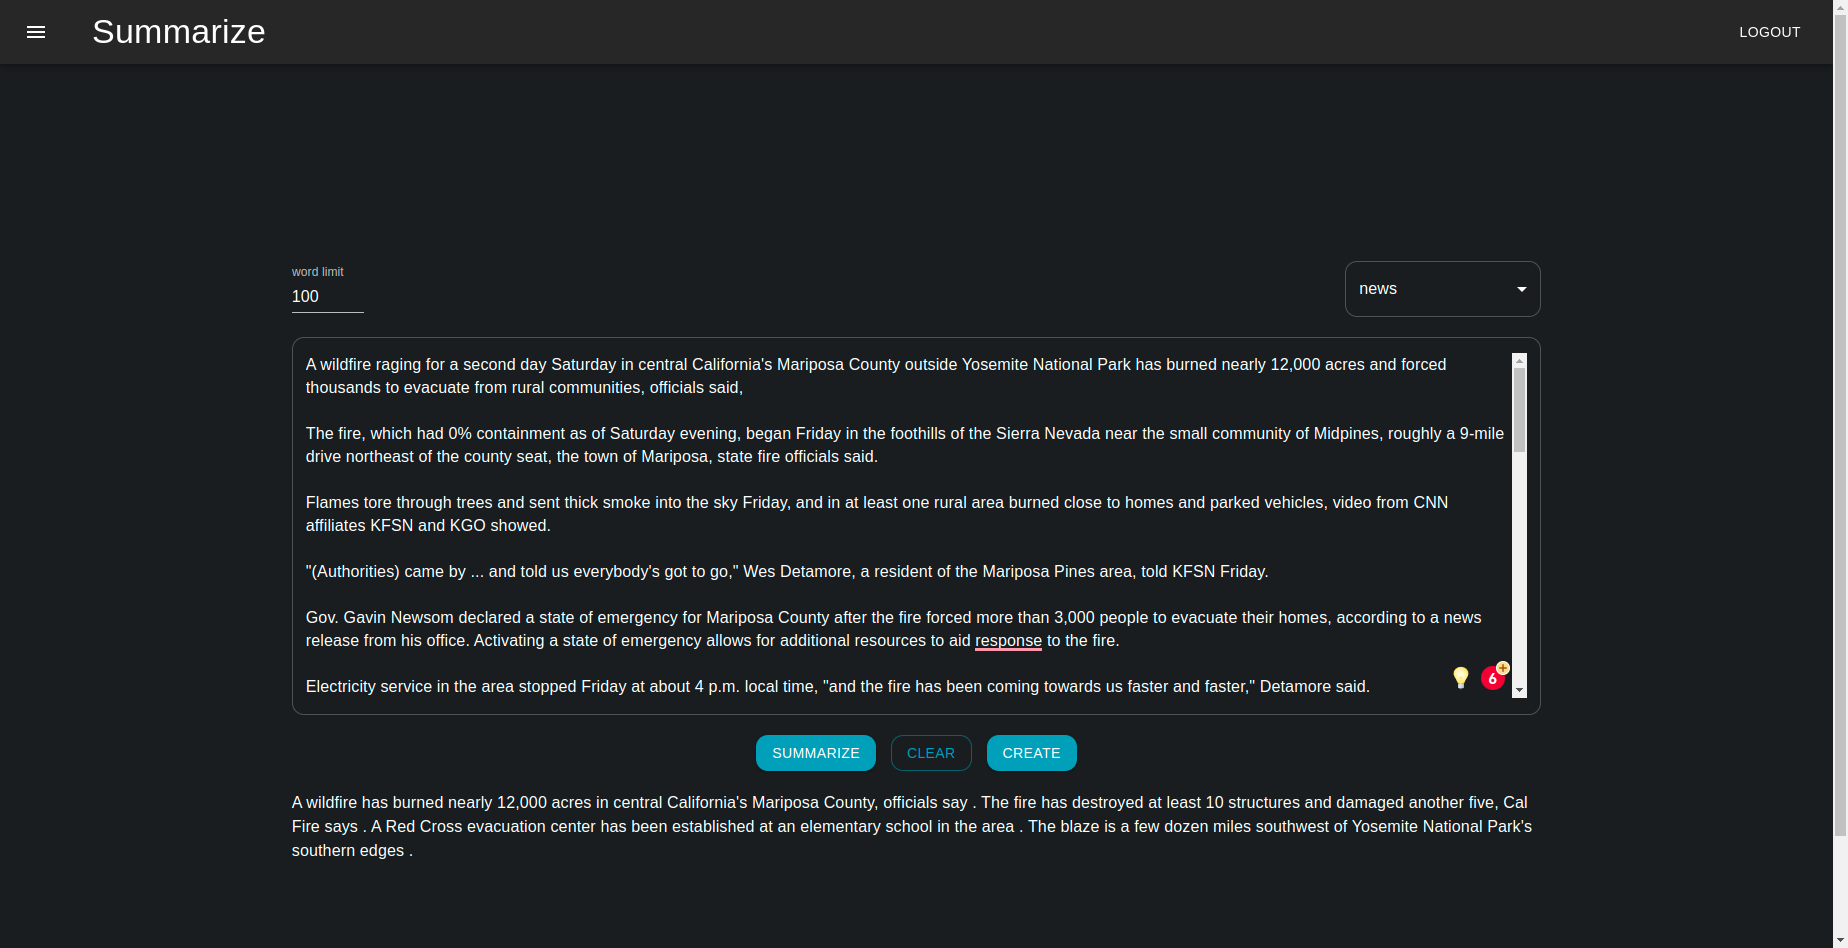 Summarize
LOGOUT
word limit
100
news
A wildfire raging for a second day Saturday in central California's Mariposa County outside Yosemite National Park has burned nearly 12,000 acres and forced
thousands to evacuate from rural communities, officials said,
The fire, which had 0% containment as of Saturday evening, began Friday in the foothills of the Sierra Nevada near the small community of Midpines, roughly a 9-mile
drive northeast of the county seat, the town of Mariposa, state fire officials said.
Flames tore through trees and sent thick smoke into the sky Friday, and in at least one rural area burned close to homes and parked vehicles, video from CNN
affiliates KFSN and KGO showed.
"(Authorities) came by ... and told us everybody's got to go," Wes Detamore, a resident of the Mariposa Pines area, told KFSN Friday.
Gov. Gavin Newsom declared a state of emergency for Mariposa County after the fire forced more than 3,000 people to evacuate their homes, according to a news
release from his office. Activating a state of emergency allows for additional resources to aid response to the fire.
Electricity service in the area stopped Friday at about 4 p.m. local time, "and the fire has been coming towards us faster and faster," Detamore said.
6
SUMMARIZE
CLEAR
CREATE
A wildfire has burned nearly 12,000 acres in central California's Mariposa County, officials say . The fire has destroyed at least 10 structures and damaged another five, Cal
Fire says . A Red Cross evacuation center has been established at an elementary school in the area . The blaze is a few dozen miles southwest of Yosemite National Park's
southern edges .